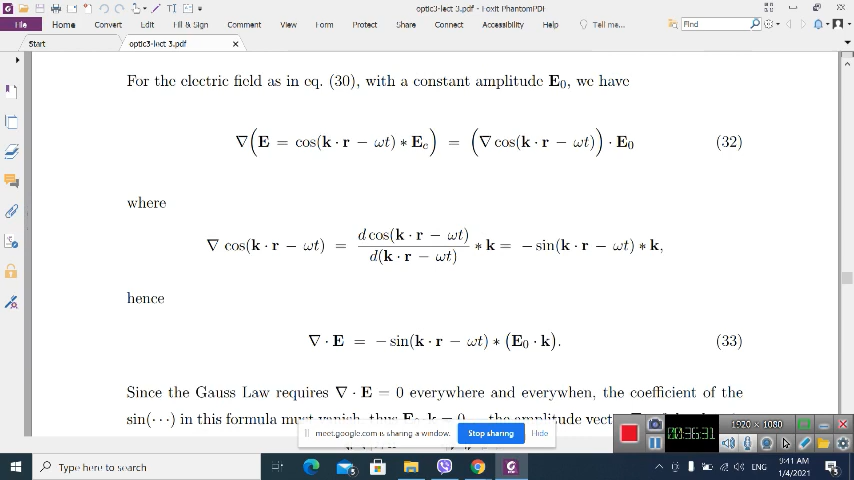 optic3-lect 3.pdf - Foxit PhantomPDF
File Home Convert Edit Fill & Sign Comment View Form Protect Share Connect Accessibility Help Tell me... Find
Start optic3-lect 3.pdf
For the electric field as in eq. (30), with a constant amplitude E₀, we have
∇(E = cos(k · r − ωt) * E_c) = (∇ cos(k · r − ωt)) · E₀ (32)
where
∇ cos(k · r − ωt) = d cos(k · r − ωt) / d(k · r − ωt) * k = − sin(k · r − ωt) * k,
hence
∇ · E = − sin(k · r − ωt) * (E₀ · k). (33)
Since the Gauss Law requires ∇ · E = 0 everywhere and everywhen, the coefficient of the
sin(· · ·) in this formula must vanish, thus E₀ · k = 0 the amplitude vect
meet.google.com is sharing a window. Stop sharing Hide
1920 × 1080
00:36:31
Type here to search
ENG
9:41 AM
1/4/2021
5
5